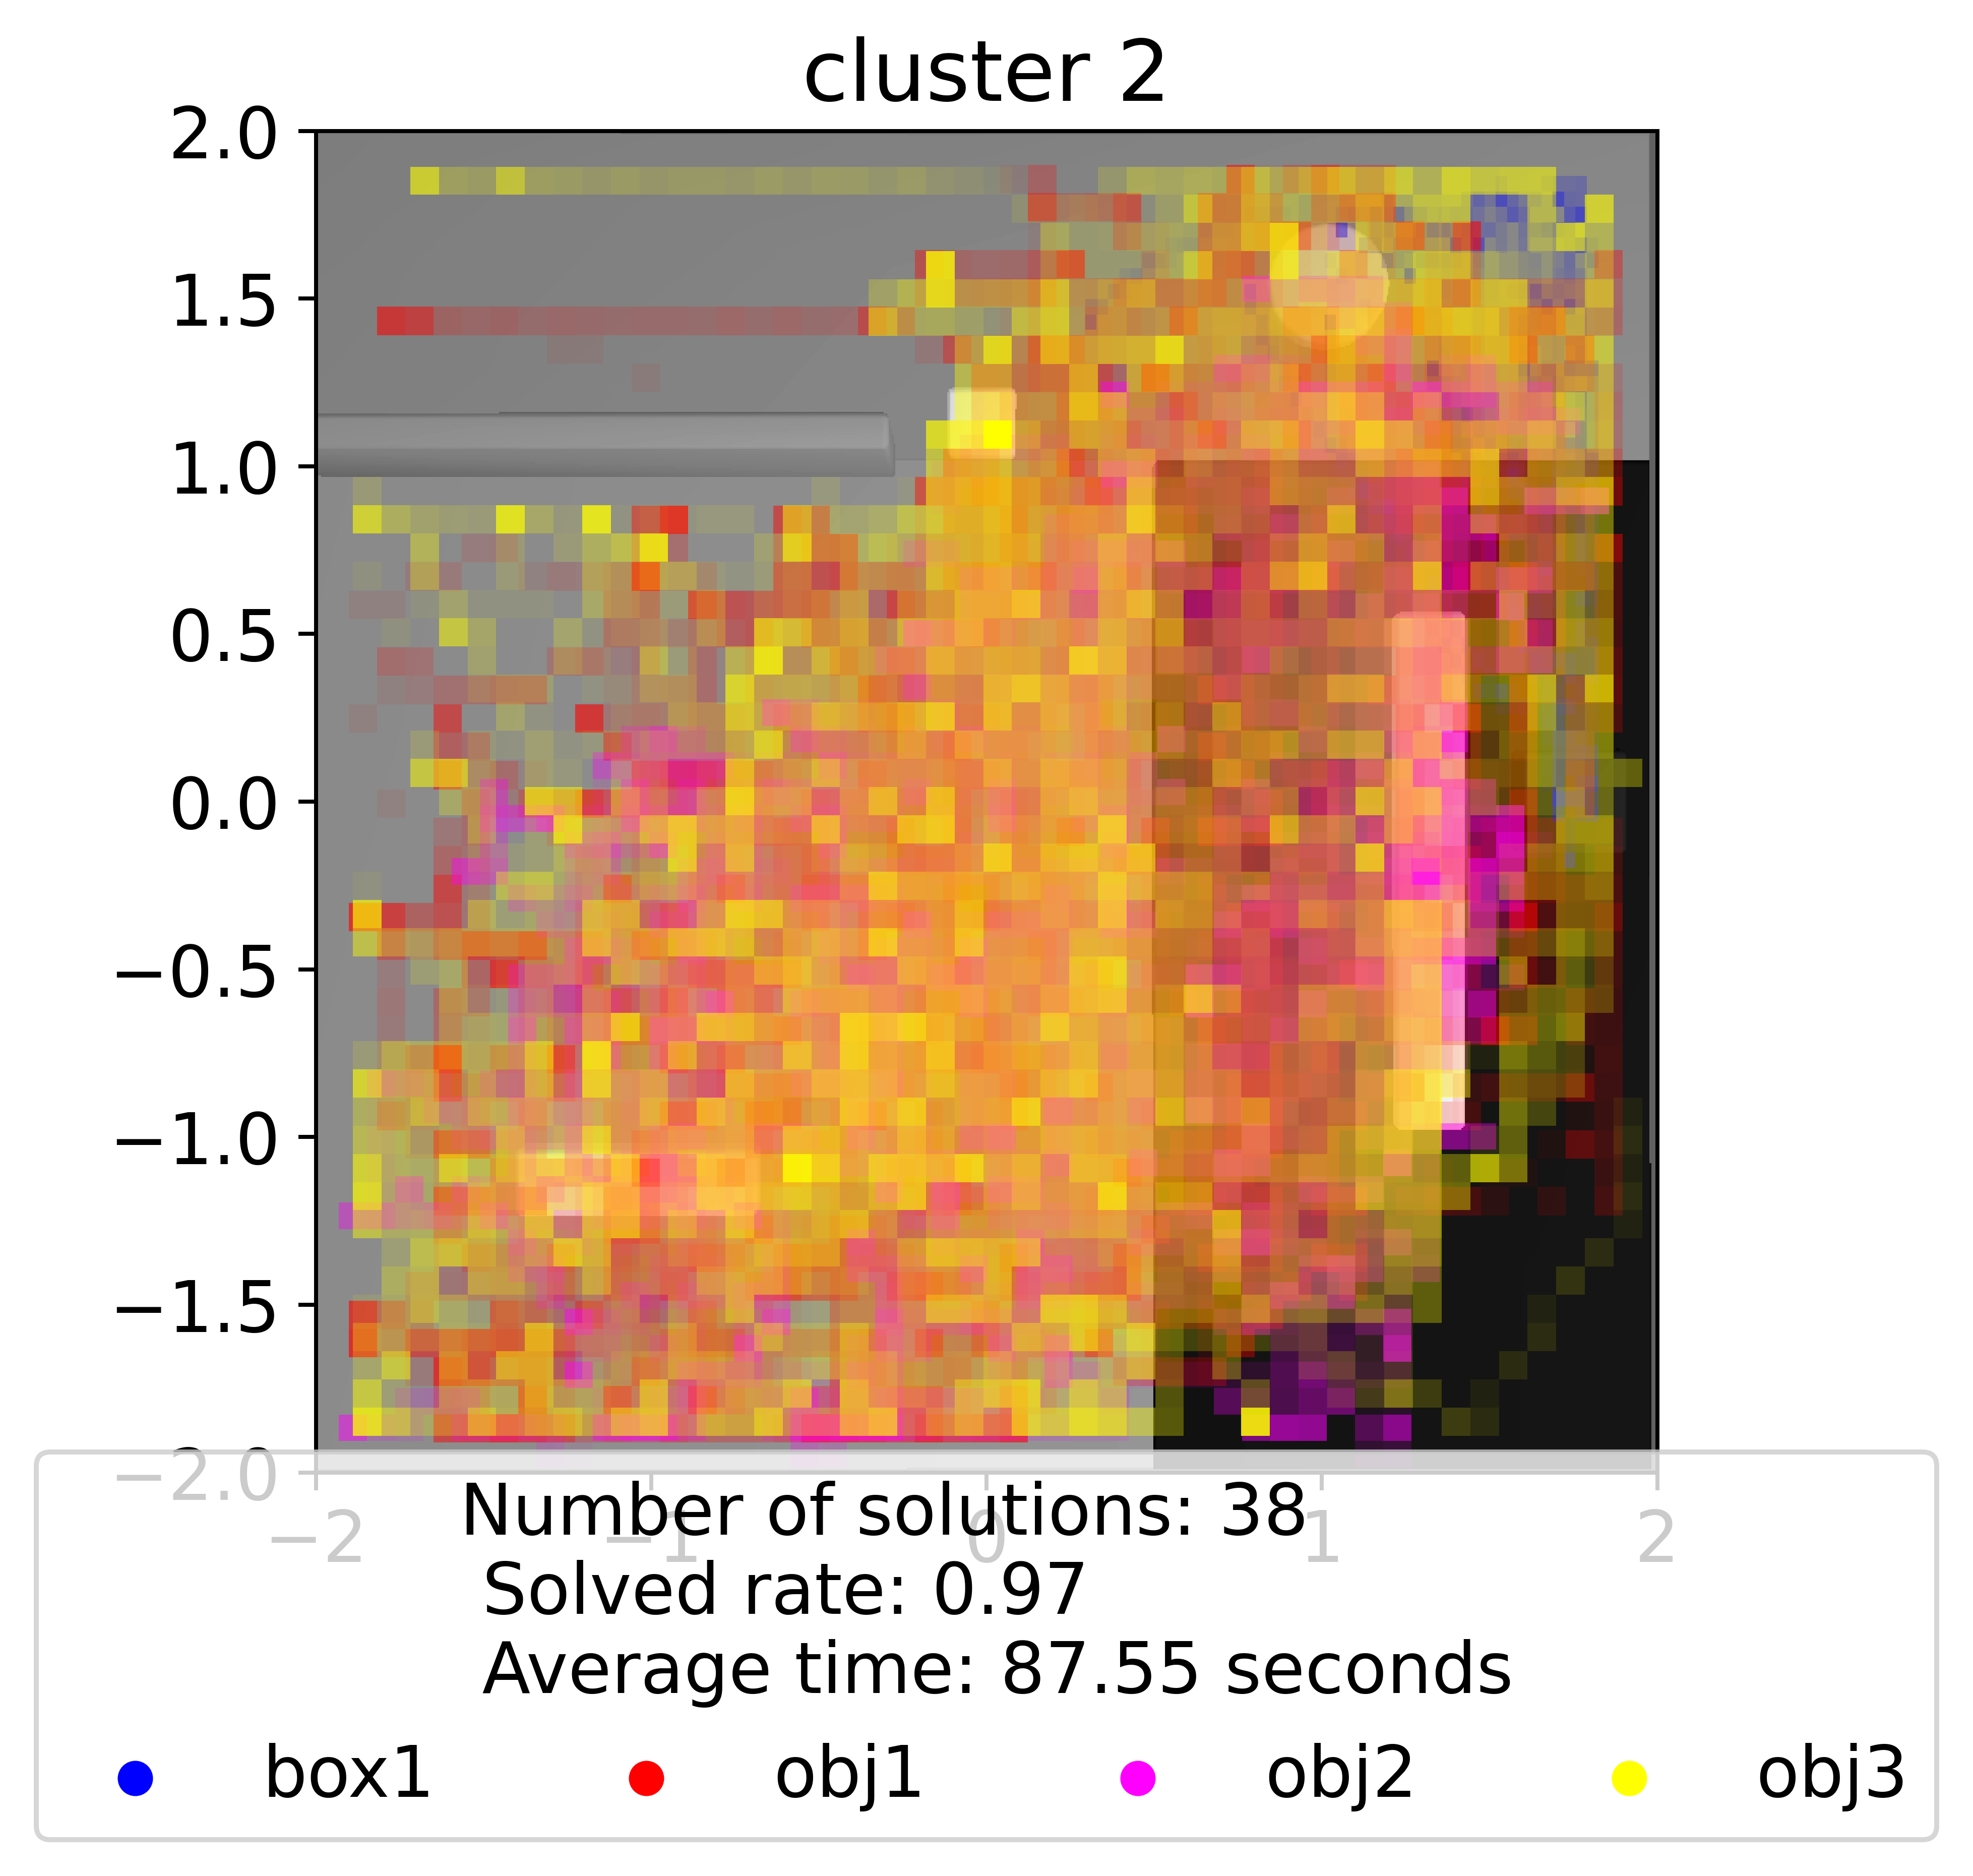 cluster 2
2.0
1.5
1.0
0.5
0.0
−0.5
−1.0
−1.5
−2.0
−2 −1 0 1 2
Number of solutions: 38
Solved rate: 0.97
Average time: 87.55 seconds
box1 obj1 obj2 obj3